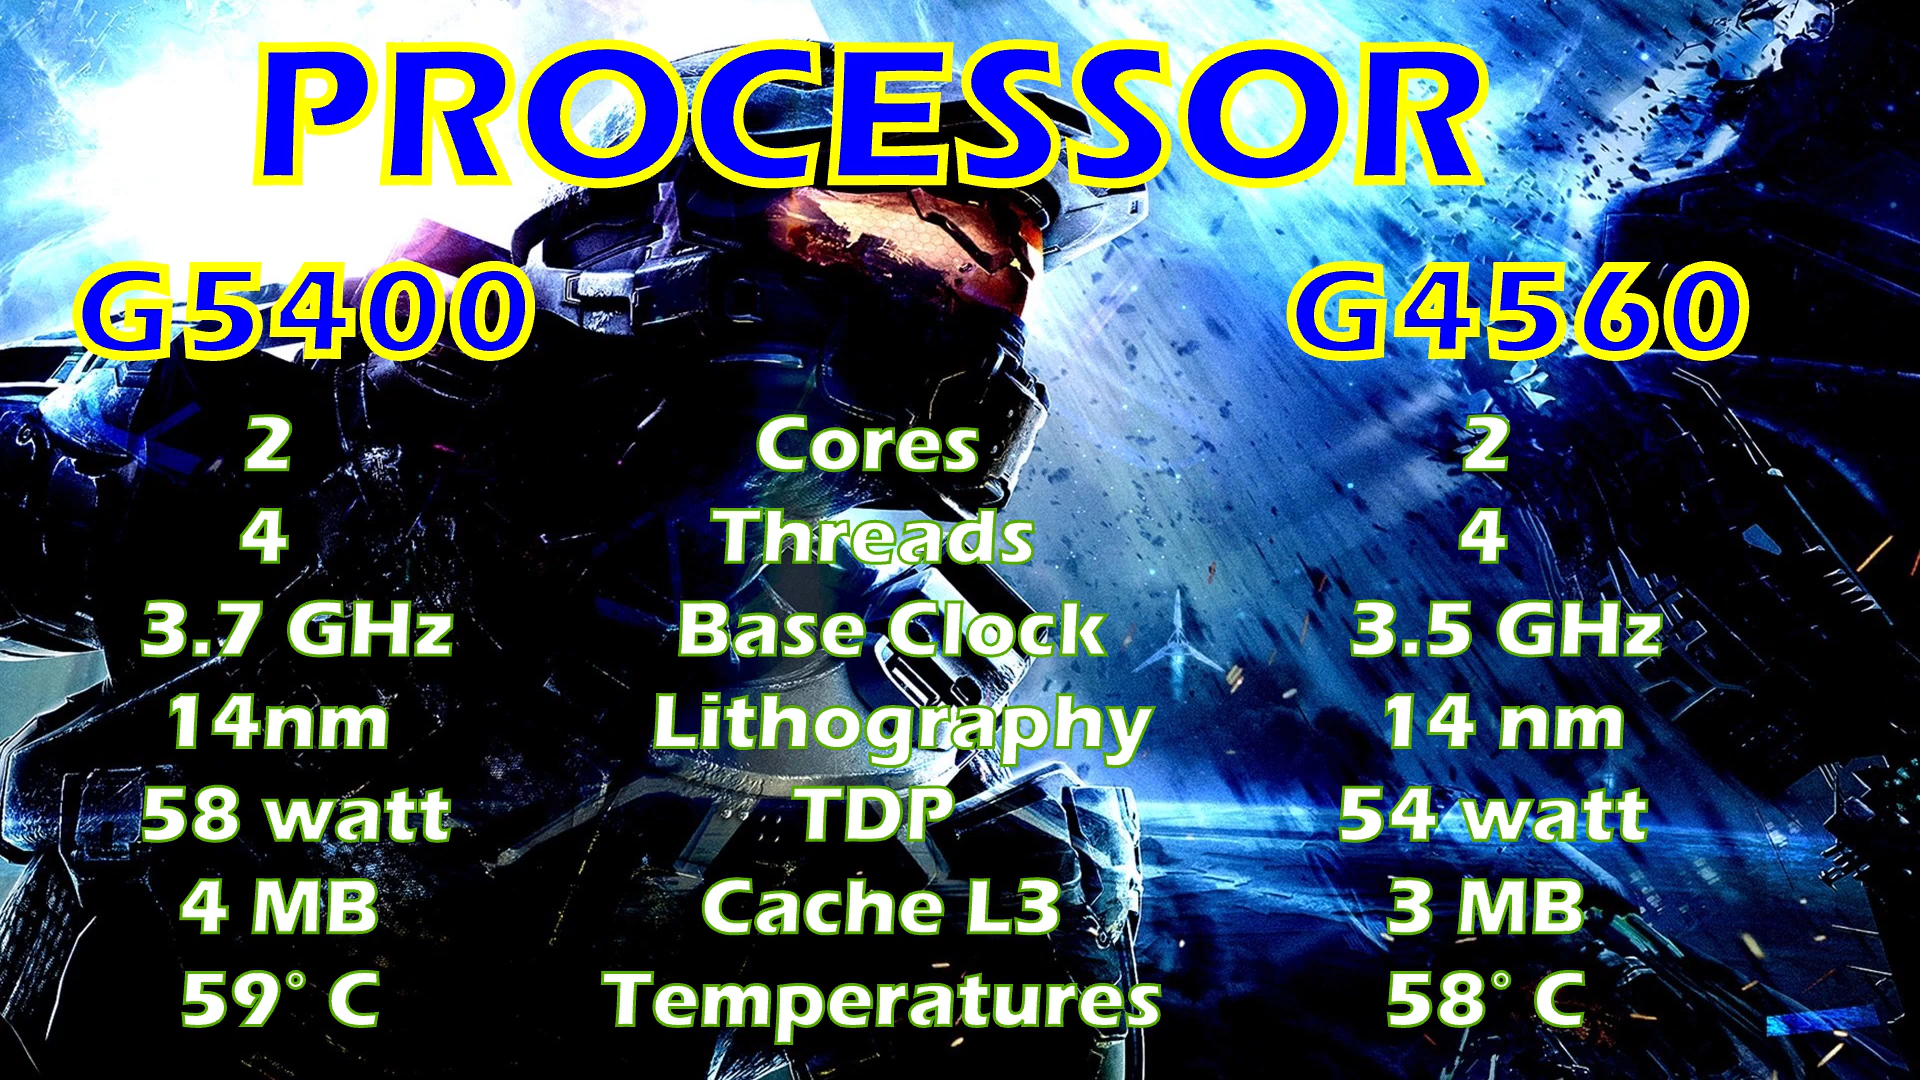 PROCESSOR
G5400 G4560
2 Cores 2
4 Threads 4
3.7 GHz Base Clock 3.5 GHz
14nm Lithography 14 nm
58 watt TDP 54 watt
4 MB Cache L3 3 MB
59° C Temperatures 58° C